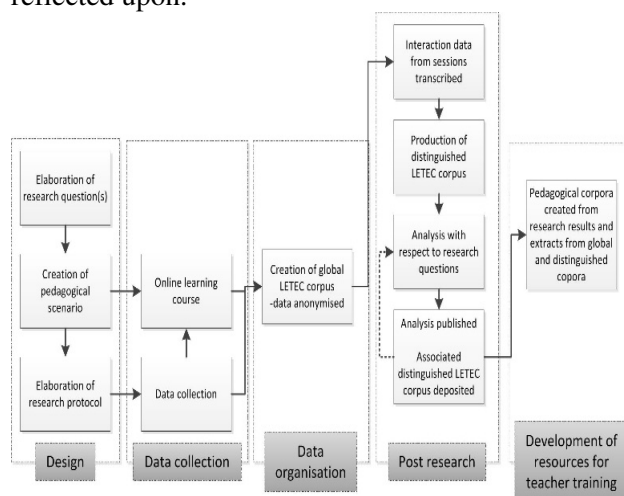 reflected upon.
Elaboration of
research question(s)
Creation of
pedagogical
scenario
Elaboration of
research protocol
Design
Online learning
course
Data collection
Data collection
Creation of global
LETEC corpus
-data anonymised
Data
organisation
Interaction data
from sessions
transcribed
Production of
distinguished
LETEC corpus
Analysis with
respect to research
questions
Analysis published
Associated
distinguished LETEC
corpus deposited
Post research
Pedagogical corpora
created from
research results and
extracts from global
and distinguished
copora
Development of
resources for
teacher training